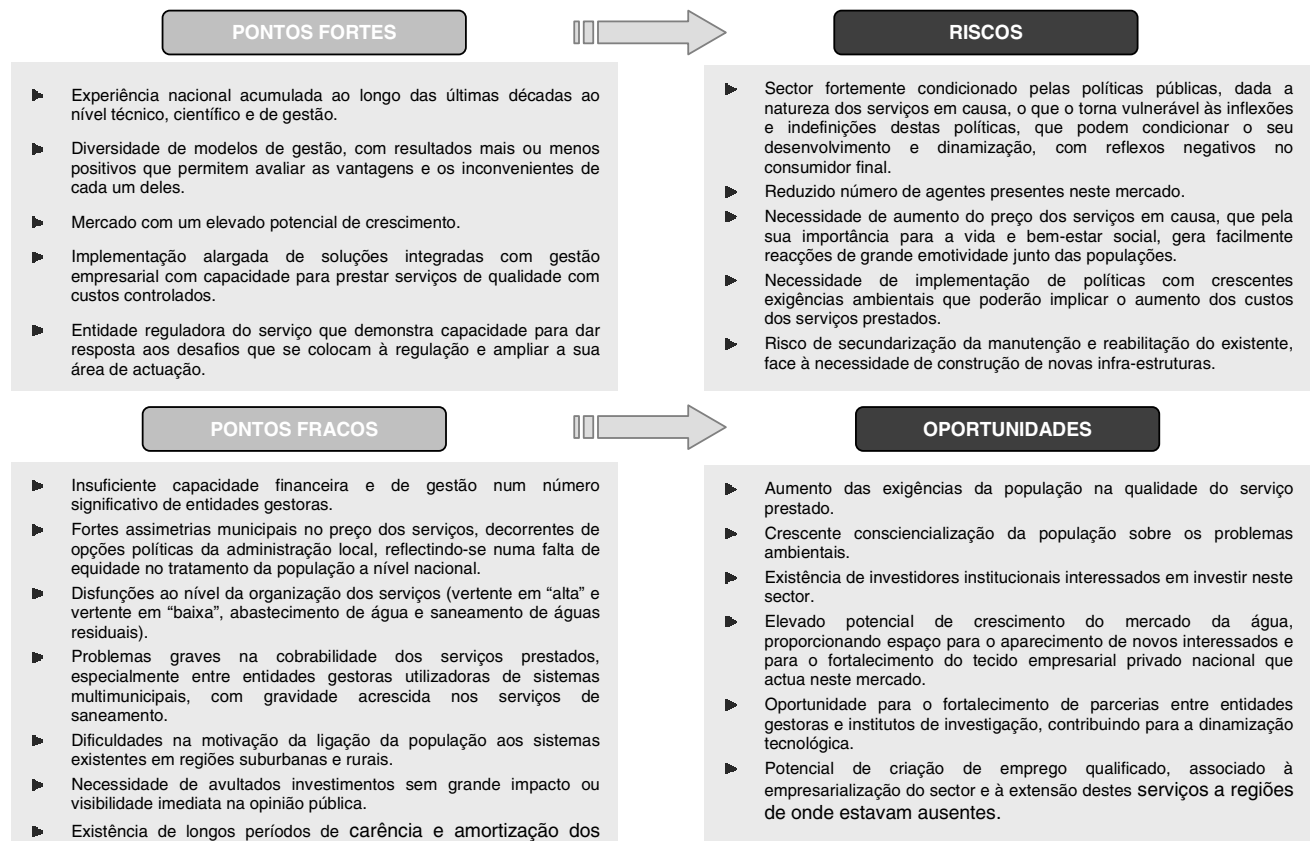 PONTOS FORTES
Experiência nacional acumulada ao longo das últimas décadas ao
nível técnico, científico e de gestão.
Diversidade de modelos de gestão, com resultados mais ou menos
positivos que permitem avaliar as vantagens e os inconvenientes de
cada um deles.
Mercado com um elevado potencial de crescimento.
Implementação alargada de soluções integradas com gestão
empresarial com capacidade para prestar serviços de qualidade com
custos controlados.
Entidade reguladora do serviço que demonstra capacidade para dar
resposta aos desafios que se colocam à regulação e ampliar a sua
área de actuação.
RISCOS
Sector fortemente condicionado pelas políticas públicas, dada a
natureza dos serviços em causa, o que o torna vulnerável às inflexões
e indefinições destas políticas, que podem condicionar o seu
desenvolvimento e dinamização, com reflexos negativos no
consumidor final.
Reduzido número de agentes presentes neste mercado.
Necessidade de aumento do preço dos serviços em causa, que pela
sua importância para a vida e bem-estar social, gera facilmente
reacções de grande emotividade junto das populações.
Necessidade de implementação de políticas com crescentes
exigências ambientais que poderão implicar o aumento dos custos
dos serviços prestados.
Risco de secundarização da manutenção e reabilitação do existente,
face à necessidade de construção de novas infra-estruturas.
PONTOS FRACOS
Insuficiente capacidade financeira e de gestão num número
significativo de entidades gestoras.
Fortes assimetrias municipais no preço dos serviços, decorrentes de
opções políticas da administração local, reflectindo-se numa falta de
equidade no tratamento da população a nível nacional.
Disfunções ao nível da organização dos serviços (vertente em “alta” e
vertente em “baixa”, abastecimento de água e saneamento de águas
residuais).
Problemas graves na cobrabilidade dos serviços prestados,
especialmente entre entidades gestoras utilizadoras de sistemas
multimunicipais, com gravidade acrescida nos serviços de
saneamento.
Dificuldades na motivação da ligação da população aos sistemas
existentes em regiões suburbanas e rurais.
Necessidade de avultados investimentos sem grande impacto ou
visibilidade imediata na opinião pública.
Existência de longos períodos de carência e amortização dos
OPORTUNIDADES
Aumento das exigências da população na qualidade do serviço
prestado.
Crescente consciencialização da população sobre os problemas
ambientais.
Existência de investidores institucionais interessados em investir neste
sector.
Elevado potencial de crescimento do mercado da água,
proporcionando espaço para o aparecimento de novos interessados e
para o fortalecimento do tecido empresarial privado nacional que
actua neste mercado.
Oportunidade para o fortalecimento de parcerias entre entidades
gestoras e institutos de investigação, contribuindo para a dinamização
tecnológica.
Potencial de criação de emprego qualificado, associado à
empresarialização do sector e à extensão destes serviços a regiões
de onde estavam ausentes.